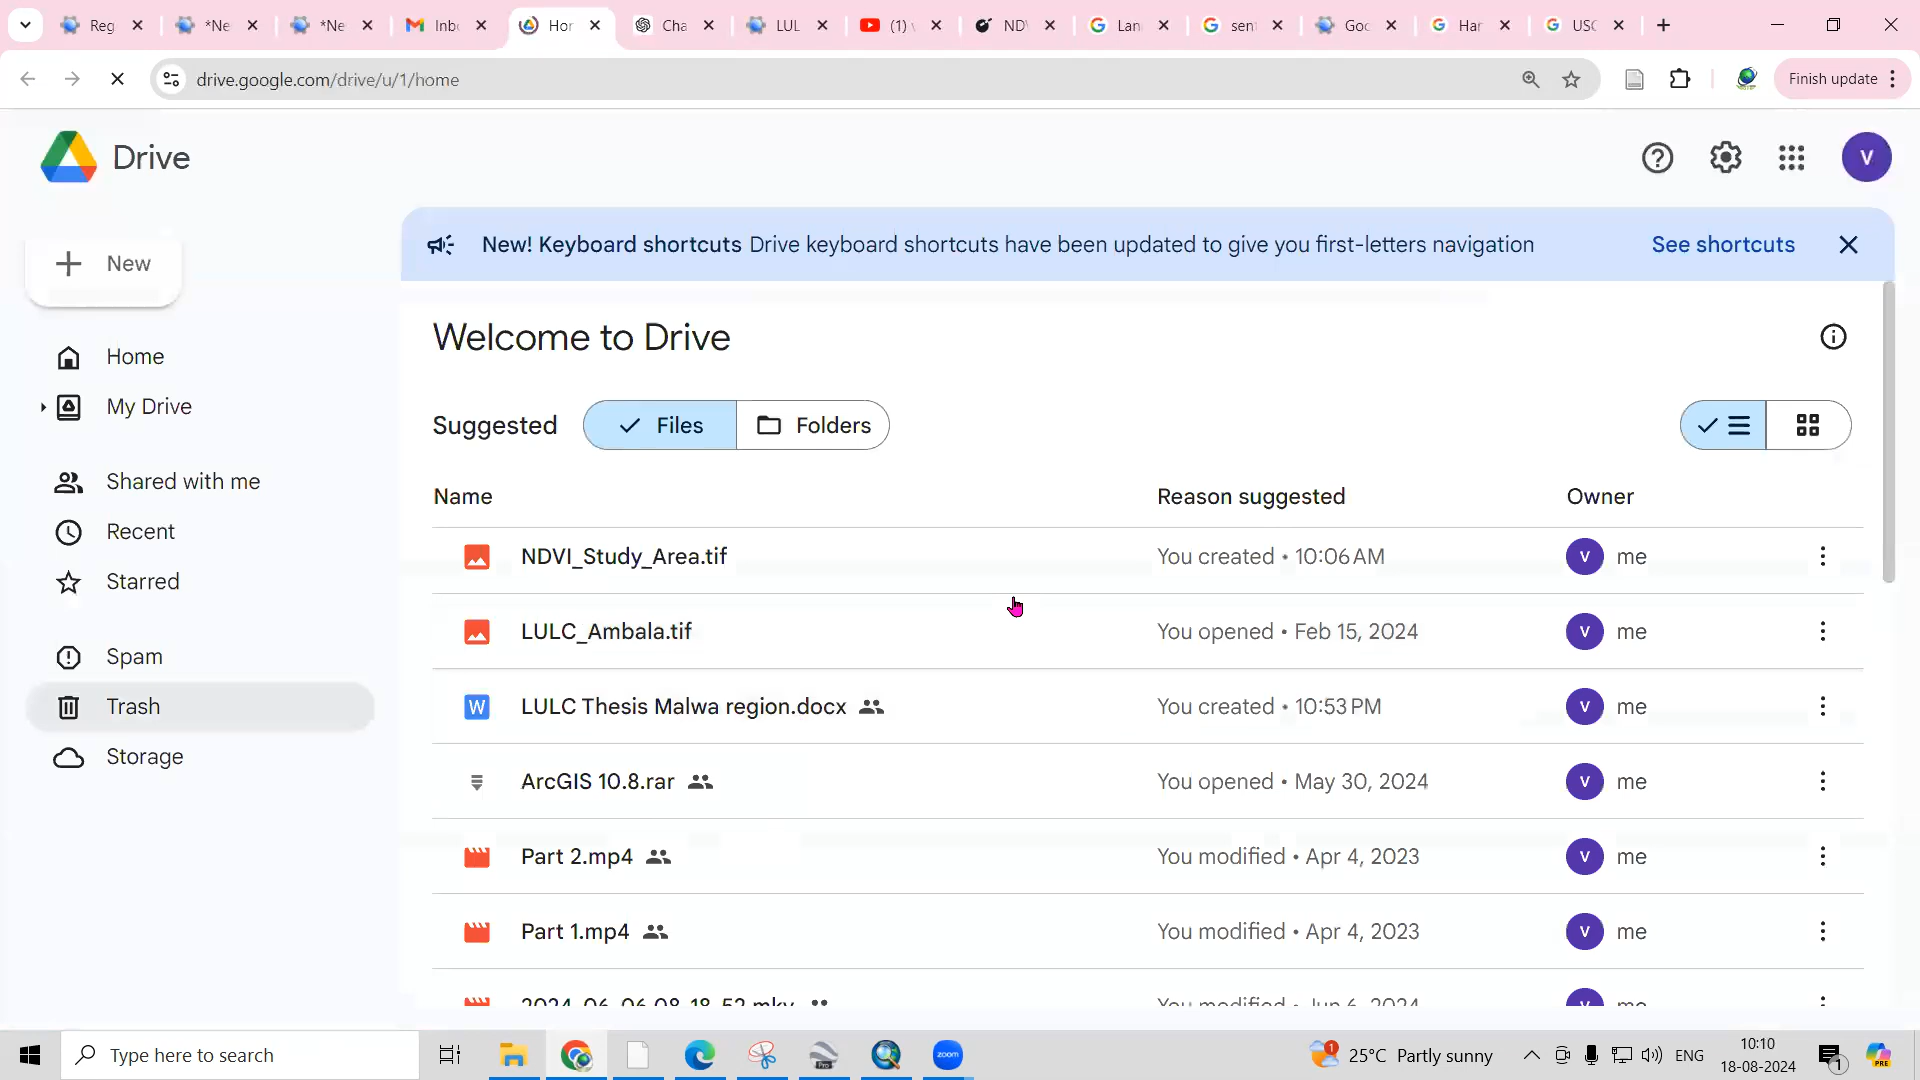 Reg
*Ne
*Ne
Inb
Hor
Cha
LUL
(1)
ND
Lan
sen
Goo
Har
USC
drive.google.com/drive/u/1/home
Finish update
Drive
V
New
New! Keyboard shortcuts Drive keyboard shortcuts have been updated to give you first-letters navigation
See shortcuts
Home
My Drive
Shared with me
Recent
Starred
Spam
Trash
Storage
Welcome to Drive
Suggested
Files
Folders
Name Reason suggested Owner
NDVI_Study_Area.tif You created • 10:06 AM V me
LULC_Ambala.tif You opened • Feb 15, 2024 V me
W LULC Thesis Malwa region.docx You created • 10:53 PM V me
ArcGIS 10.8.rar You opened • May 30, 2024 V me
Part 2.mp4 You modified • Apr 4, 2023 V me
Part 1.mp4 You modified • Apr 4, 2023 V me
2024-06-06 08-18-52.mkv You modified • Jun 6, 2024 V me
Type here to search
Pro
zoom
1
25°C Partly sunny
ENG
10:10
18-08-2024
1
PRE